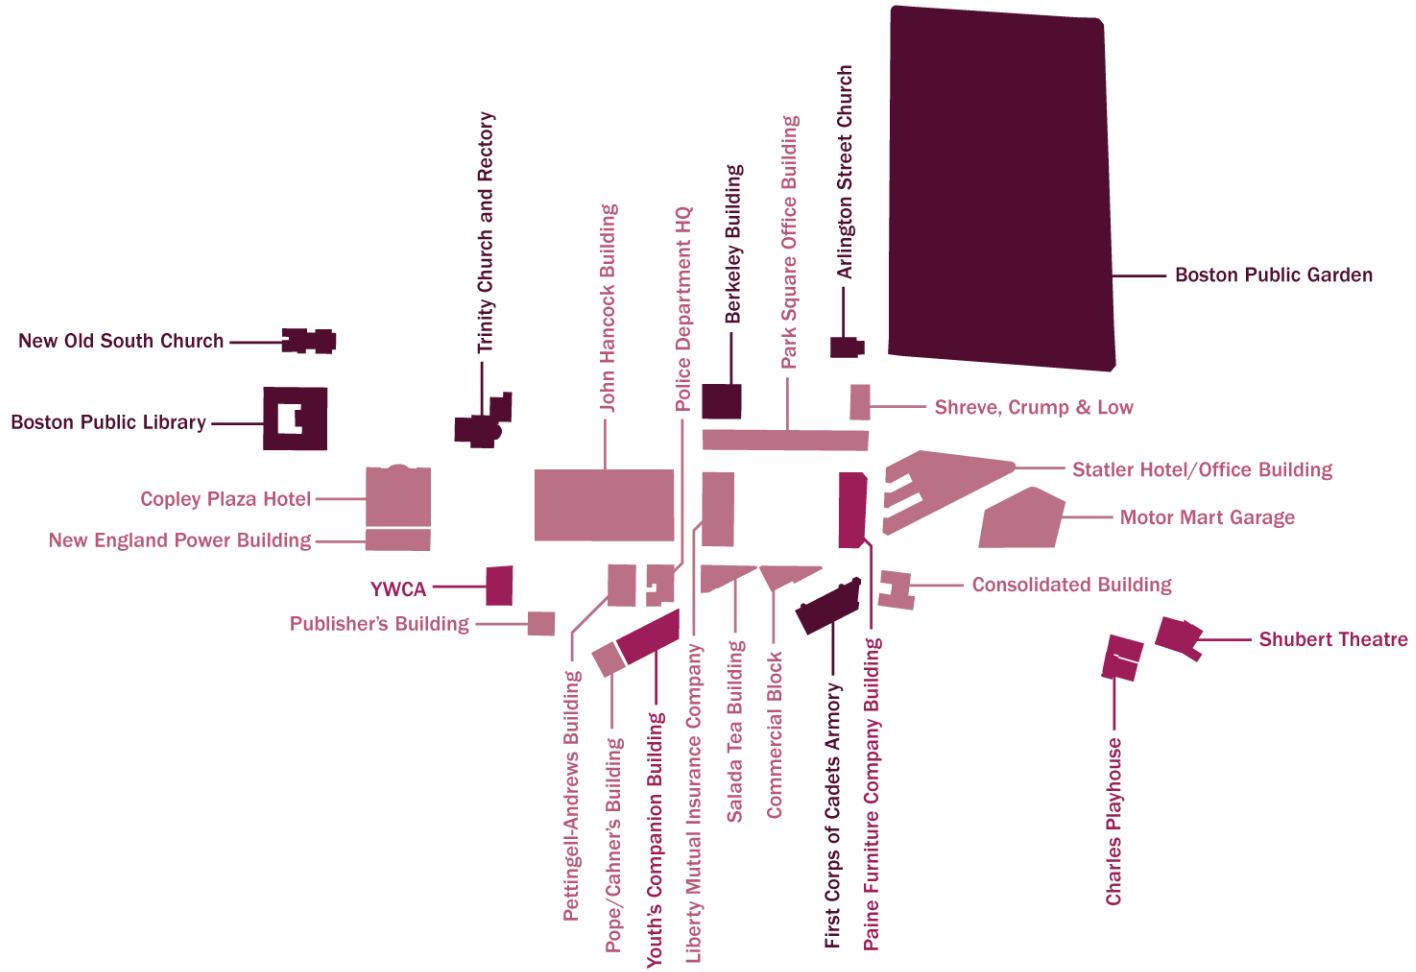 Arlington Street Church
Trinity Church and Rectory
Park Square Office Building
Berkeley Building
John Hancock Building
Police Department HQ
Boston Public Garden
New Old South Church
Shreve, Crump & Low
Boston Public Library
Statler Hotel/Office Building
Copley Plaza Hotel
Motor Mart Garage
New England Power Building
Consolidated Building
YWCA
Publisher's Building
Shubert Theatre
Pettingell-Andrews Building
Pope/Cahner's Building
Youth's Companion Building
Liberty Mutual Insurance Company
Salada Tea Building
Commercial Block
First Corps of Cadets Armory
Paine Furniture Company Building
Charles Playhouse